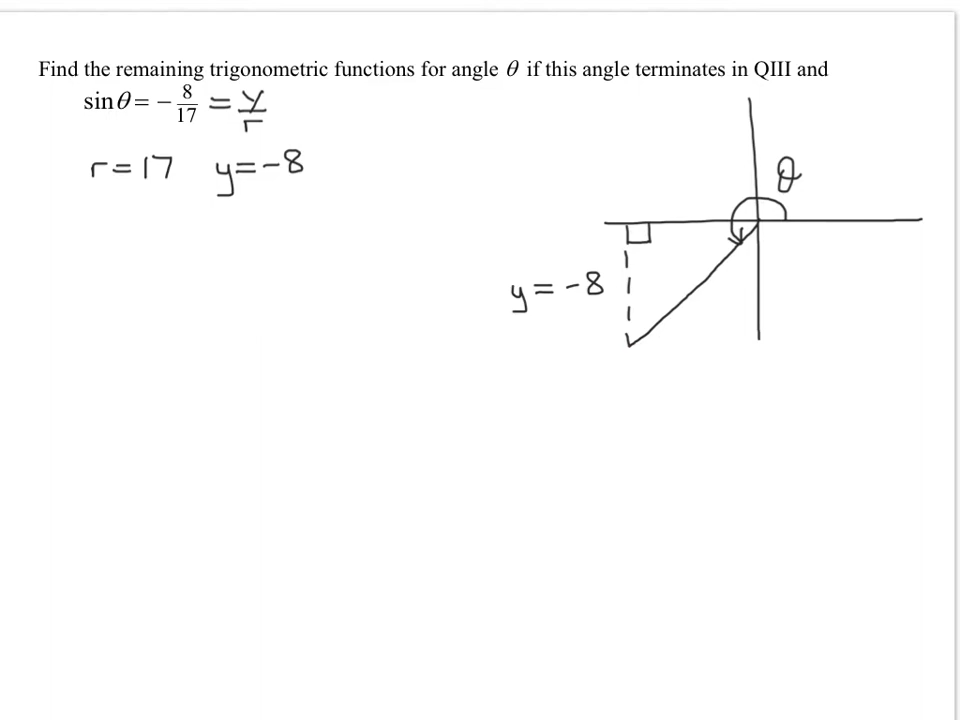 Find the remaining trigonometric functions for angle θ if this angle terminates in QIII and
sinθ = − 8/17 = y/r
r = 17 y = -8
θ
y = -8